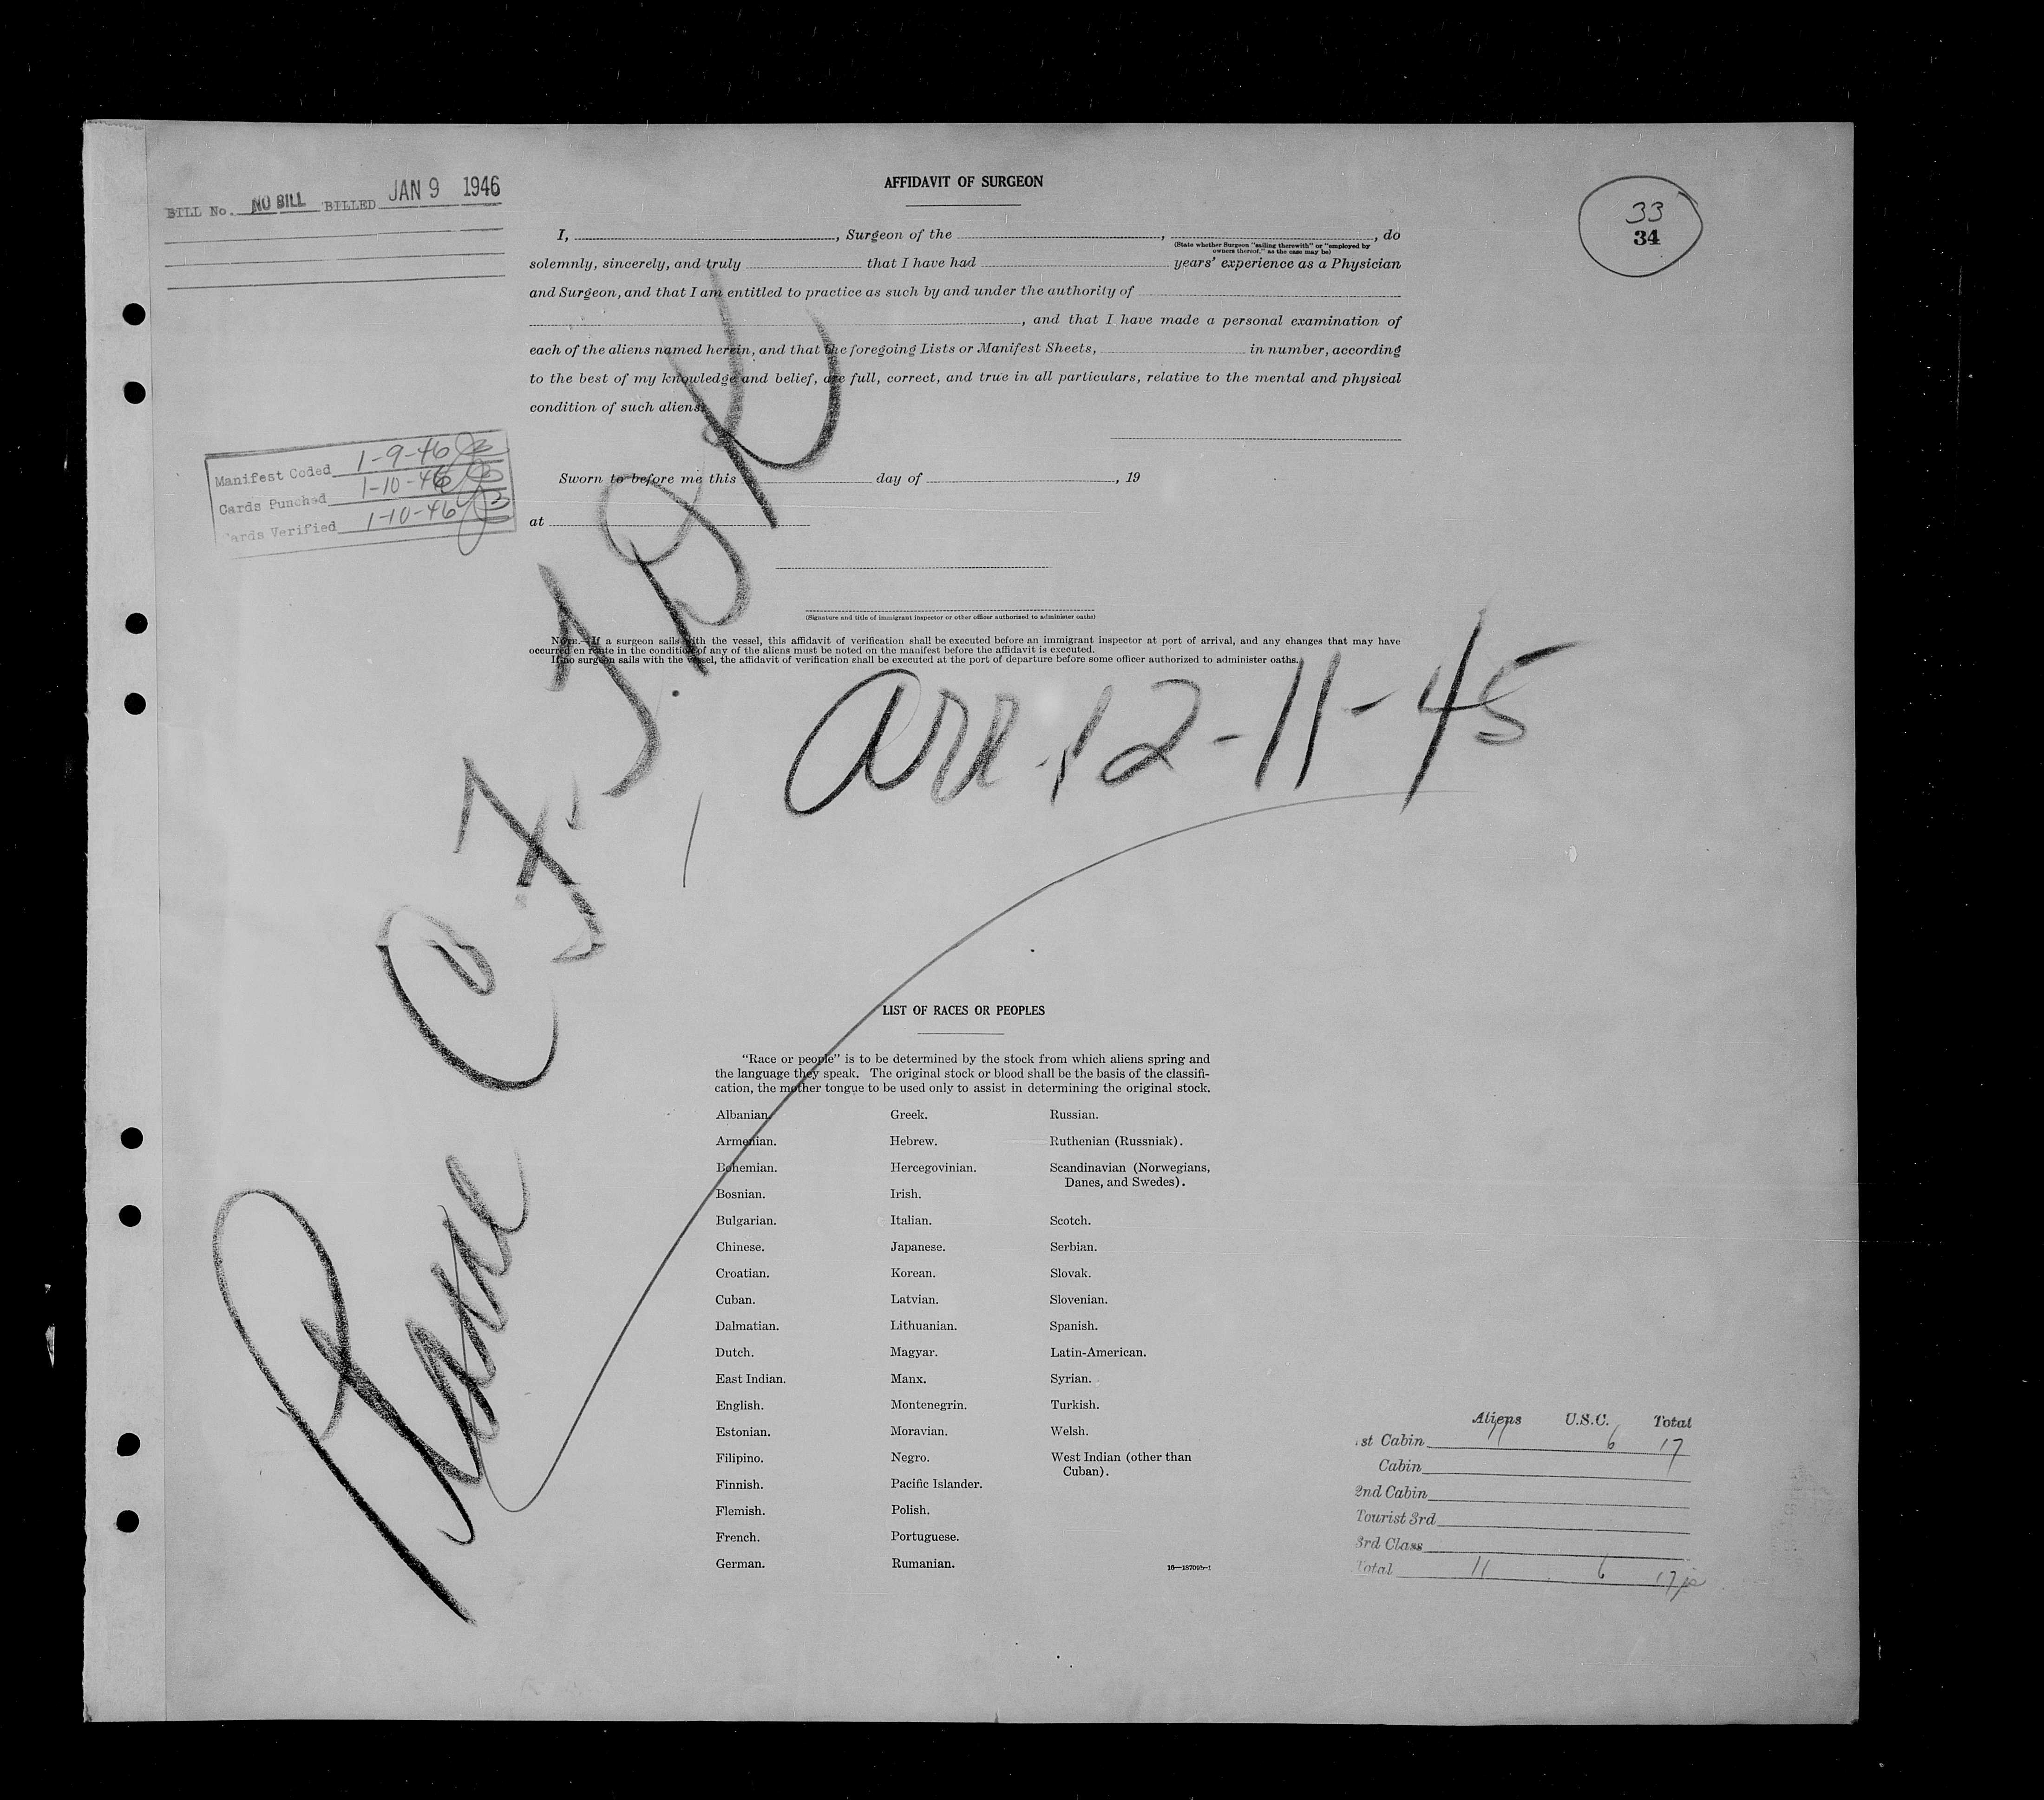 BILL No. NO BILL BILLED JAN 9 1946
AFFIDAVIT OF SURGEON
33
34
I, , Surgeon of the , , do
(State whether Surgeon "sailing therewith" or "employed by
owners thereof," as the case may be)
solemnly, sincerely, and truly that I have had years' experience as a Physician
and Surgeon, and that I am entitled to practice as such by and under the authority of
, and that I have made a personal examination of
each of the aliens named herein, and that the foregoing Lists or Manifest Sheets, in number, according
to the best of my knowledge and belief, are full, correct, and true in all particulars, relative to the mental and physical
condition of such aliens.
Manifest Coded 1-9-46
Cards Punched 1-10-46
Cards Verified 1-10-46
Sworn to before me this day of , 19
at
(Signature and title of immigrant inspector or other officer authorized to administer oaths)
NOTE.—If a surgeon sails with the vessel, this affidavit of verification shall be executed before an immigrant inspector at port of arrival, and any changes that may have
occurred en route in the condition of any of the aliens must be noted on the manifest before the affidavit is executed.
If no surgeon sails with the vessel, the affidavit of verification shall be executed at the port of departure before some officer authorized to administer oaths.
arr. 12-11-45
LIST OF RACES OR PEOPLES
"Race or people" is to be determined by the stock from which aliens spring and
the language they speak. The original stock or blood shall be the basis of the classifi-
cation, the mother tongue to be used only to assist in determining the original stock.
Albanian.
Armenian.
Bohemian.
Bosnian.
Bulgarian.
Chinese.
Croatian.
Cuban.
Dalmatian.
Dutch.
East Indian.
English.
Estonian.
Filipino.
Finnish.
Flemish.
French.
German.
Greek.
Hebrew.
Hercegovinian.
Irish.
Italian.
Japanese.
Korean.
Latvian.
Lithuanian.
Magyar.
Manx.
Montenegrin.
Moravian.
Negro.
Pacific Islander.
Polish.
Portuguese.
Rumanian.
Russian.
Ruthenian (Russniak).
Scandinavian (Norwegians,
Danes, and Swedes).
Scotch.
Serbian.
Slovak.
Slovenian.
Spanish.
Latin-American.
Syrian.
Turkish.
Welsh.
West Indian (other than
Cuban).
Aliens U.S.C. Total
1st Cabin 11 6 17
Cabin
2nd Cabin
Tourist 3rd
3rd Class
Total 11 6 17